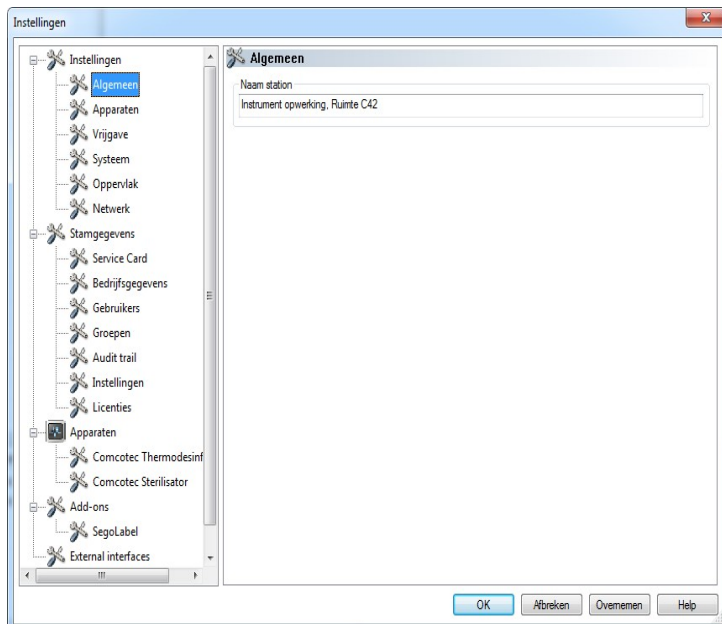 Instellingen
Instellingen
Algemeen
Apparaten
Vrijgave
Systeem
Oppervlak
Netwerk
Stamgegevens
Service Card
Bedrijfsgegevens
Gebruikers
Groepen
Audit trail
Instellingen
Licenties
Apparaten
Comcotec Thermodesinf
Comcotec Sterilisator
Add-ons
SegoLabel
External interfaces
Algemeen
Naam station
Instrument opwerking, Ruimte C42
OK
Afbreken
Overnemen
Help